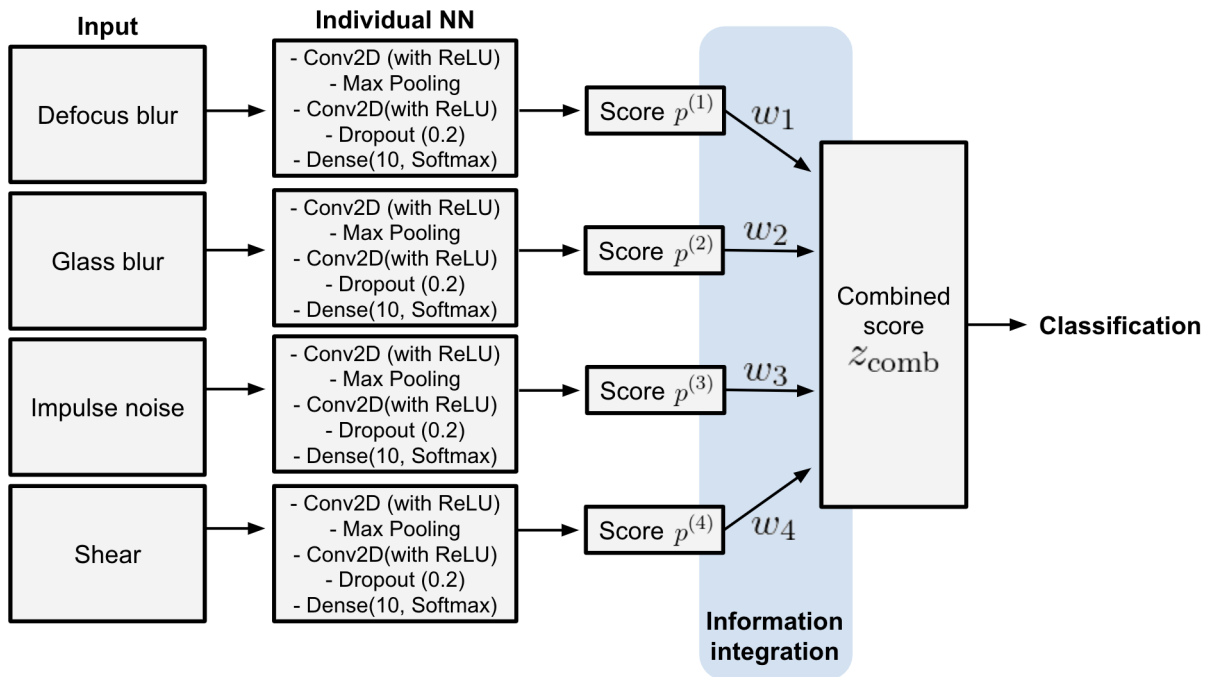 Input
Individual NN
Defocus blur
- Conv2D (with ReLU)
- Max Pooling
- Conv2D(with ReLU)
- Dropout (0.2)
- Dense(10, Softmax)
Score p^{(1)}
w_1
Glass blur
- Conv2D (with ReLU)
- Max Pooling
- Conv2D(with ReLU)
- Dropout (0.2)
- Dense(10, Softmax)
Score p^{(2)}
w_2
Impulse noise
- Conv2D (with ReLU)
- Max Pooling
- Conv2D(with ReLU)
- Dropout (0.2)
- Dense(10, Softmax)
Score p^{(3)}
w_3
Shear
- Conv2D (with ReLU)
- Max Pooling
- Conv2D(with ReLU)
- Dropout (0.2)
- Dense(10, Softmax)
Score p^{(4)}
w_4
Information
integration
Combined
score
z_{comb}
Classification